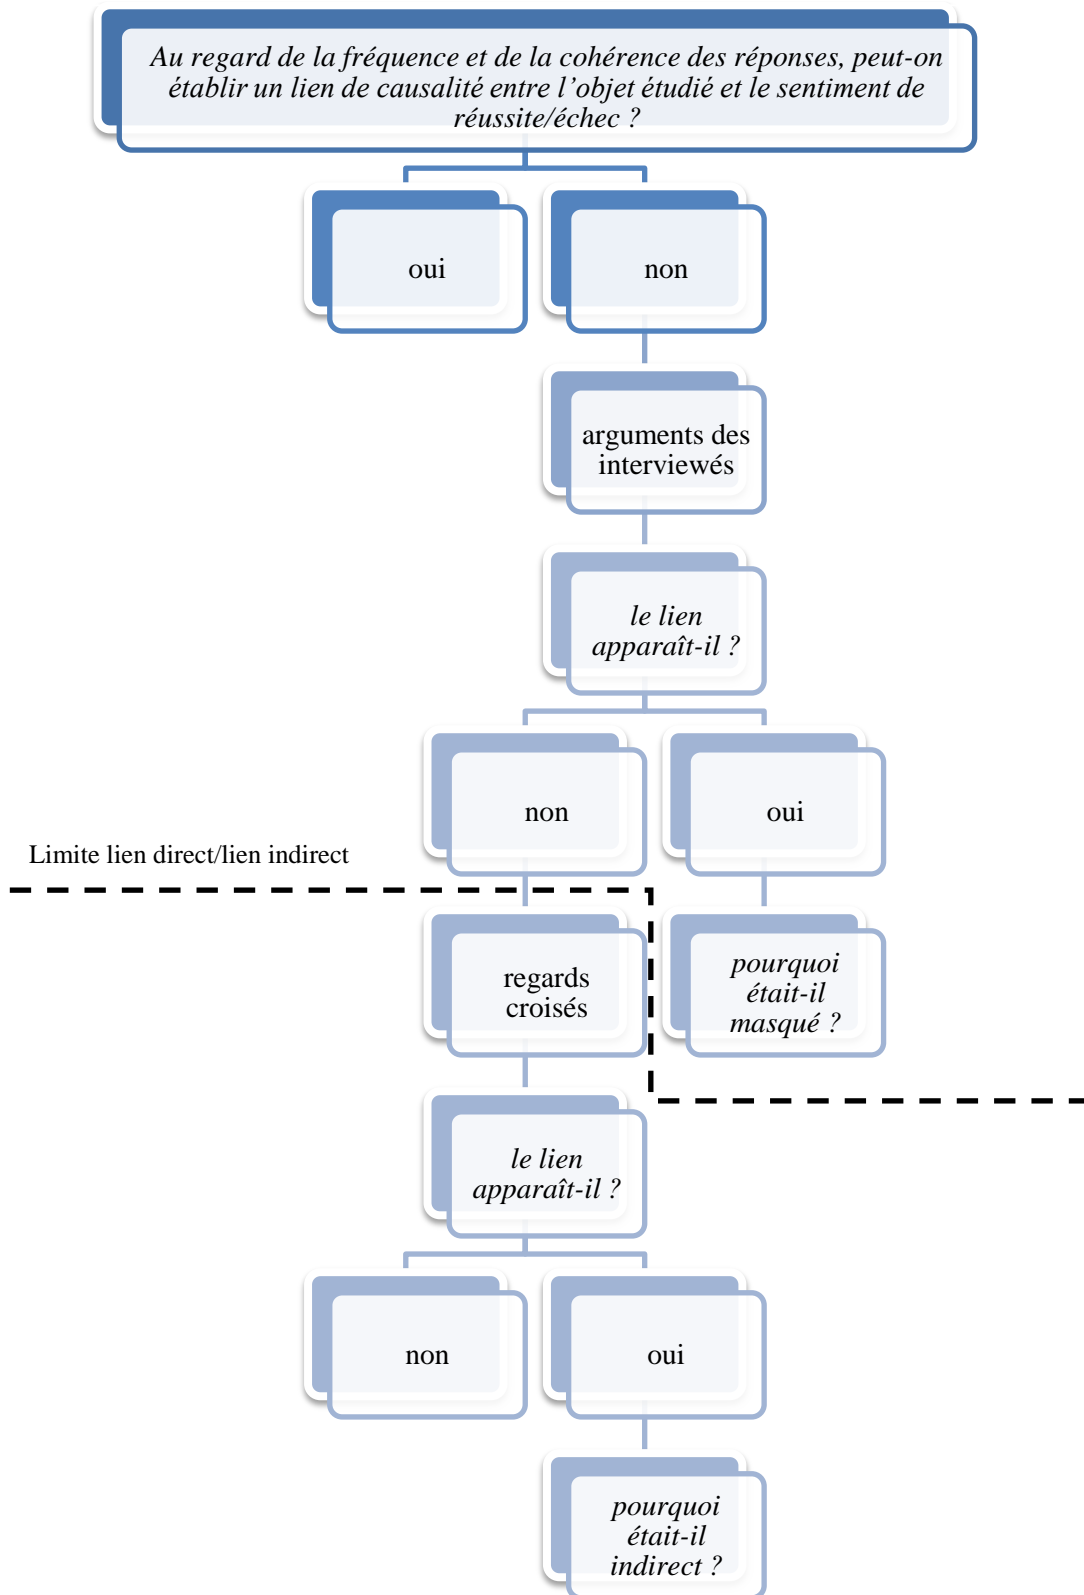 Au regard de la fréquence et de la cohérence des réponses, peut-on
établir un lien de causalité entre l'objet étudié et le sentiment de
réussite/échec ?
oui
non
arguments des
interviewés
le lien
apparaît-il ?
non
oui
Limite lien direct/lien indirect
regards
croisés
pourquoi
était-il
masqué ?
le lien
apparaît-il ?
non
oui
pourquoi
était-il
indirect ?